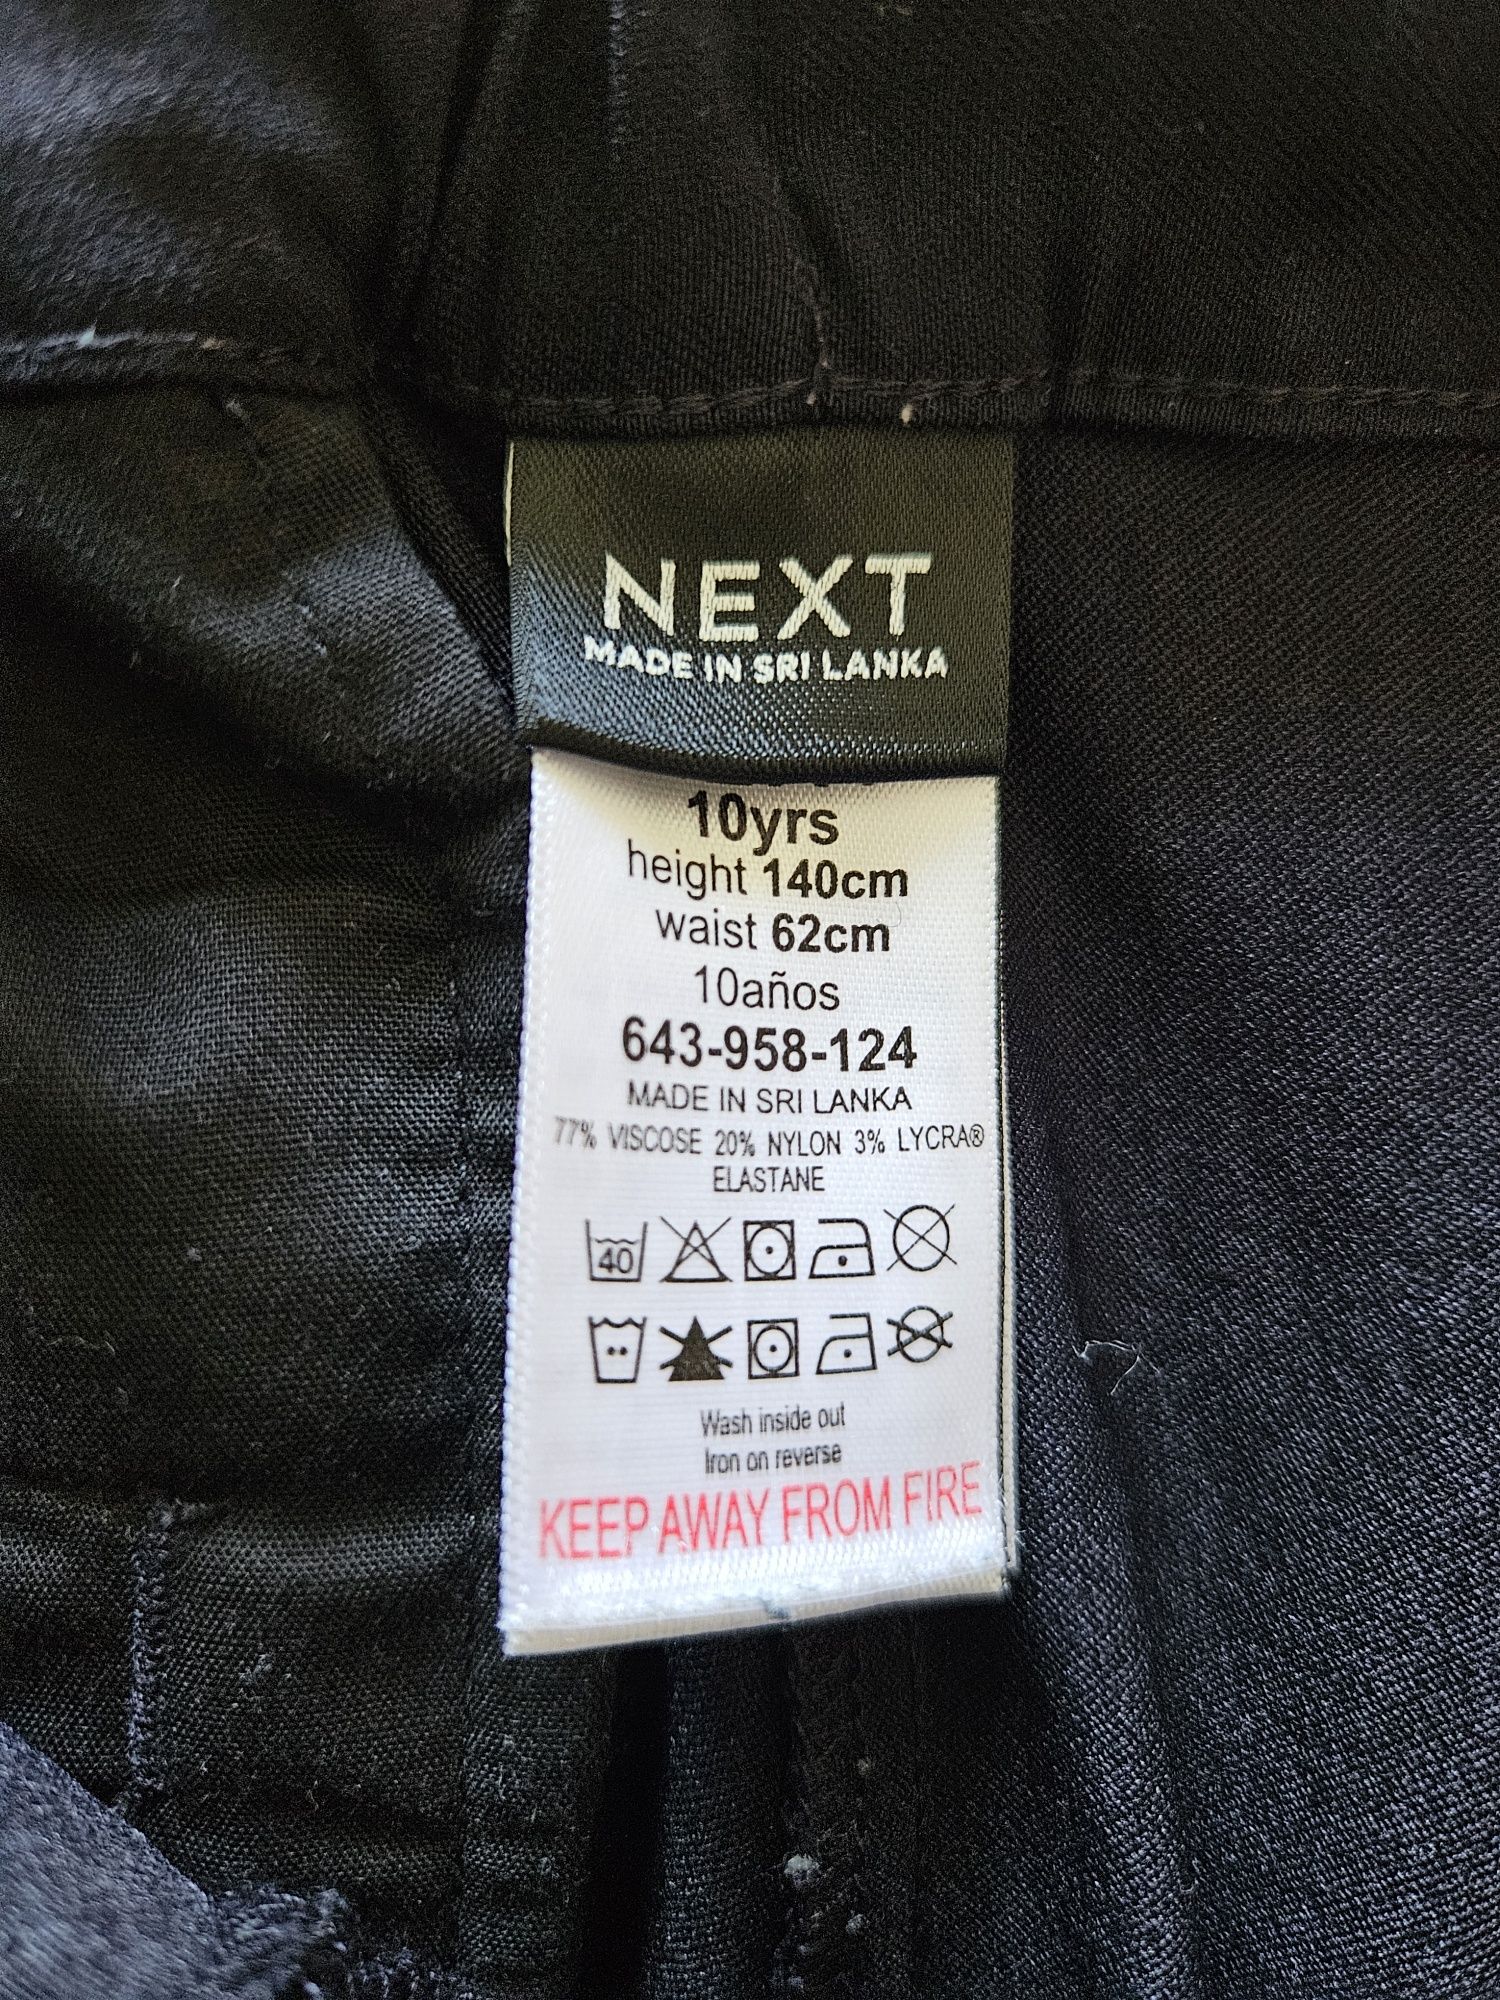 NEXT
MADE IN SRI LANKA
10yrs
height 140cm
waist 62cm
10años
643-958-124
MADE IN SRI LANKA
77% VISCOSE 20% NYLON 3% LYCRA®
ELASTANE
40
Wash inside out
Iron on reverse
KEEP AWAY FROM FIRE